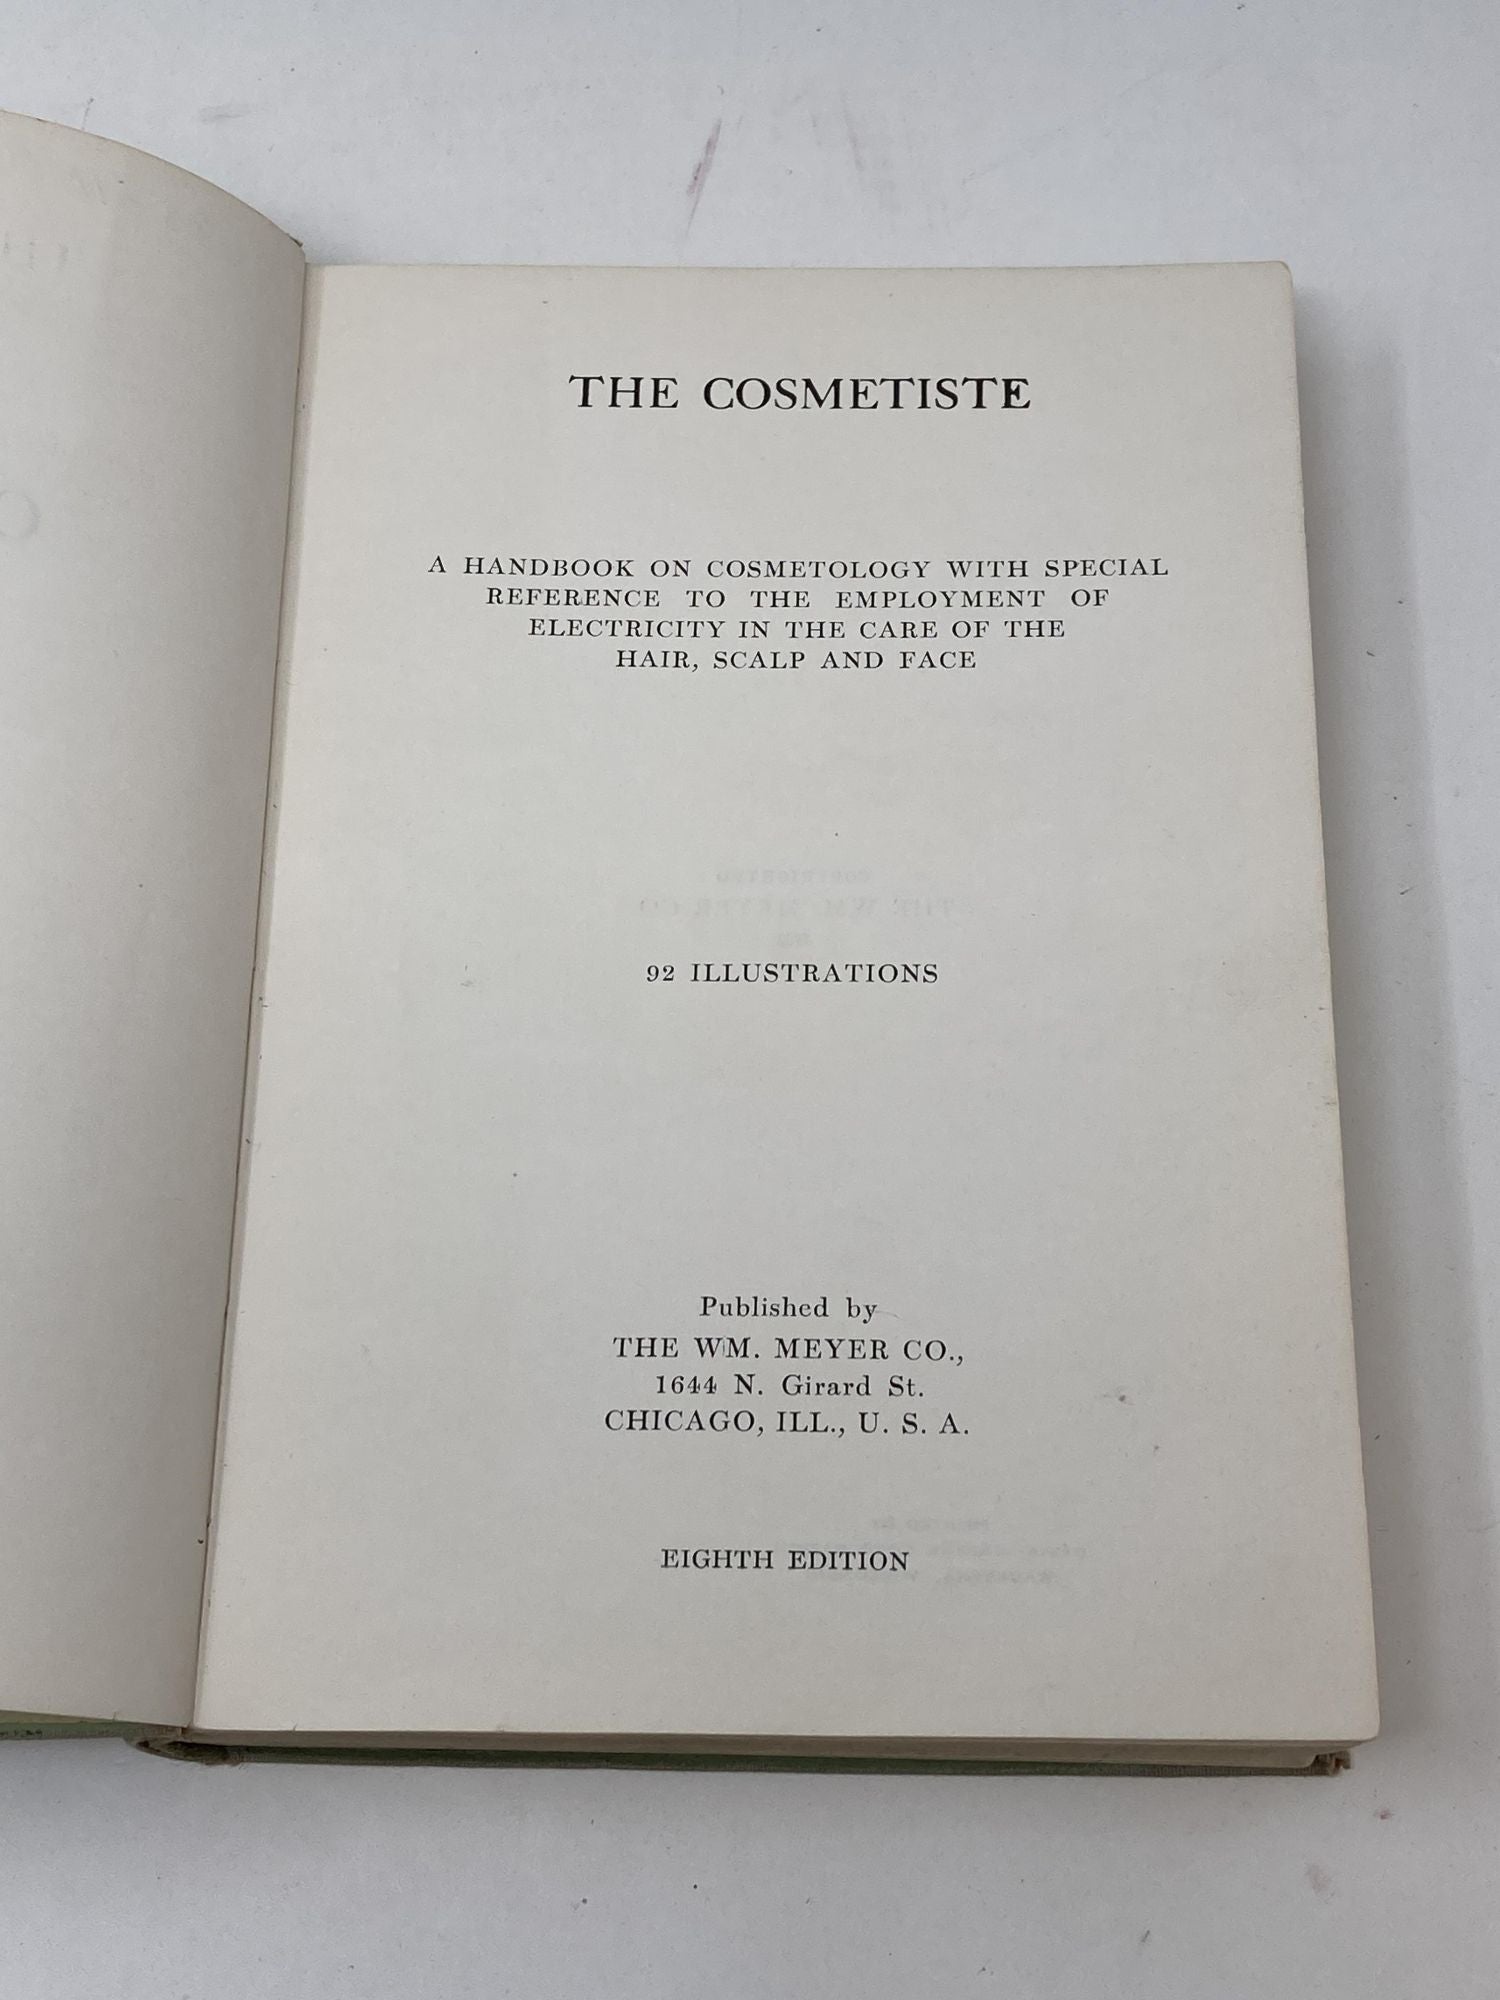 THE COSMETISTE
A HANDBOOK ON COSMETOLOGY WITH SPECIAL
REFERENCE TO THE EMPLOYMENT OF
ELECTRICITY IN THE CARE OF THE
HAIR, SCALP AND FACE
92 ILLUSTRATIONS
Published by
THE WM. MEYER CO.,
1644 N. Girard St.
CHICAGO, ILL., U. S. A.
EIGHTH EDITION